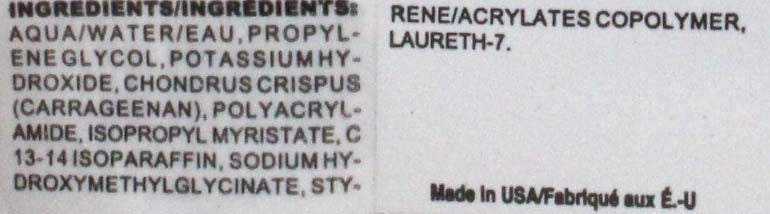 INGREDIENTS/INGRÉDIENTS:
AQUA/WATER/EAU, PROPYL-
ENE GLYCOL, POTASSIUM HY-
DROXIDE, CHONDRUS CRISPUS
(CARRAGEENAN), POLYACRYL-
AMIDE, ISOPROPYL MYRISTATE, C
13-14 ISOPARAFFIN, SODIUM HY-
DROXYMETHYLGLYCINATE, STY-
RENE/ACRYLATES COPOLYMER,
LAURETH-7.
Made in USA/Fabriqué aux É.-U